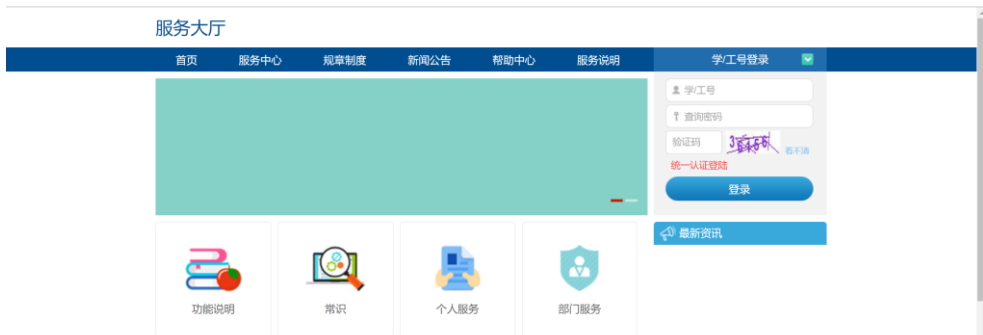 服务大厅
首页 服务中心 规章制度 新闻公告 帮助中心 服务说明 学/工号登录
学/工号
查询密码
验证码 看不清
统一认证登陆
登录
最新资讯
功能说明 常识 个人服务 部门服务